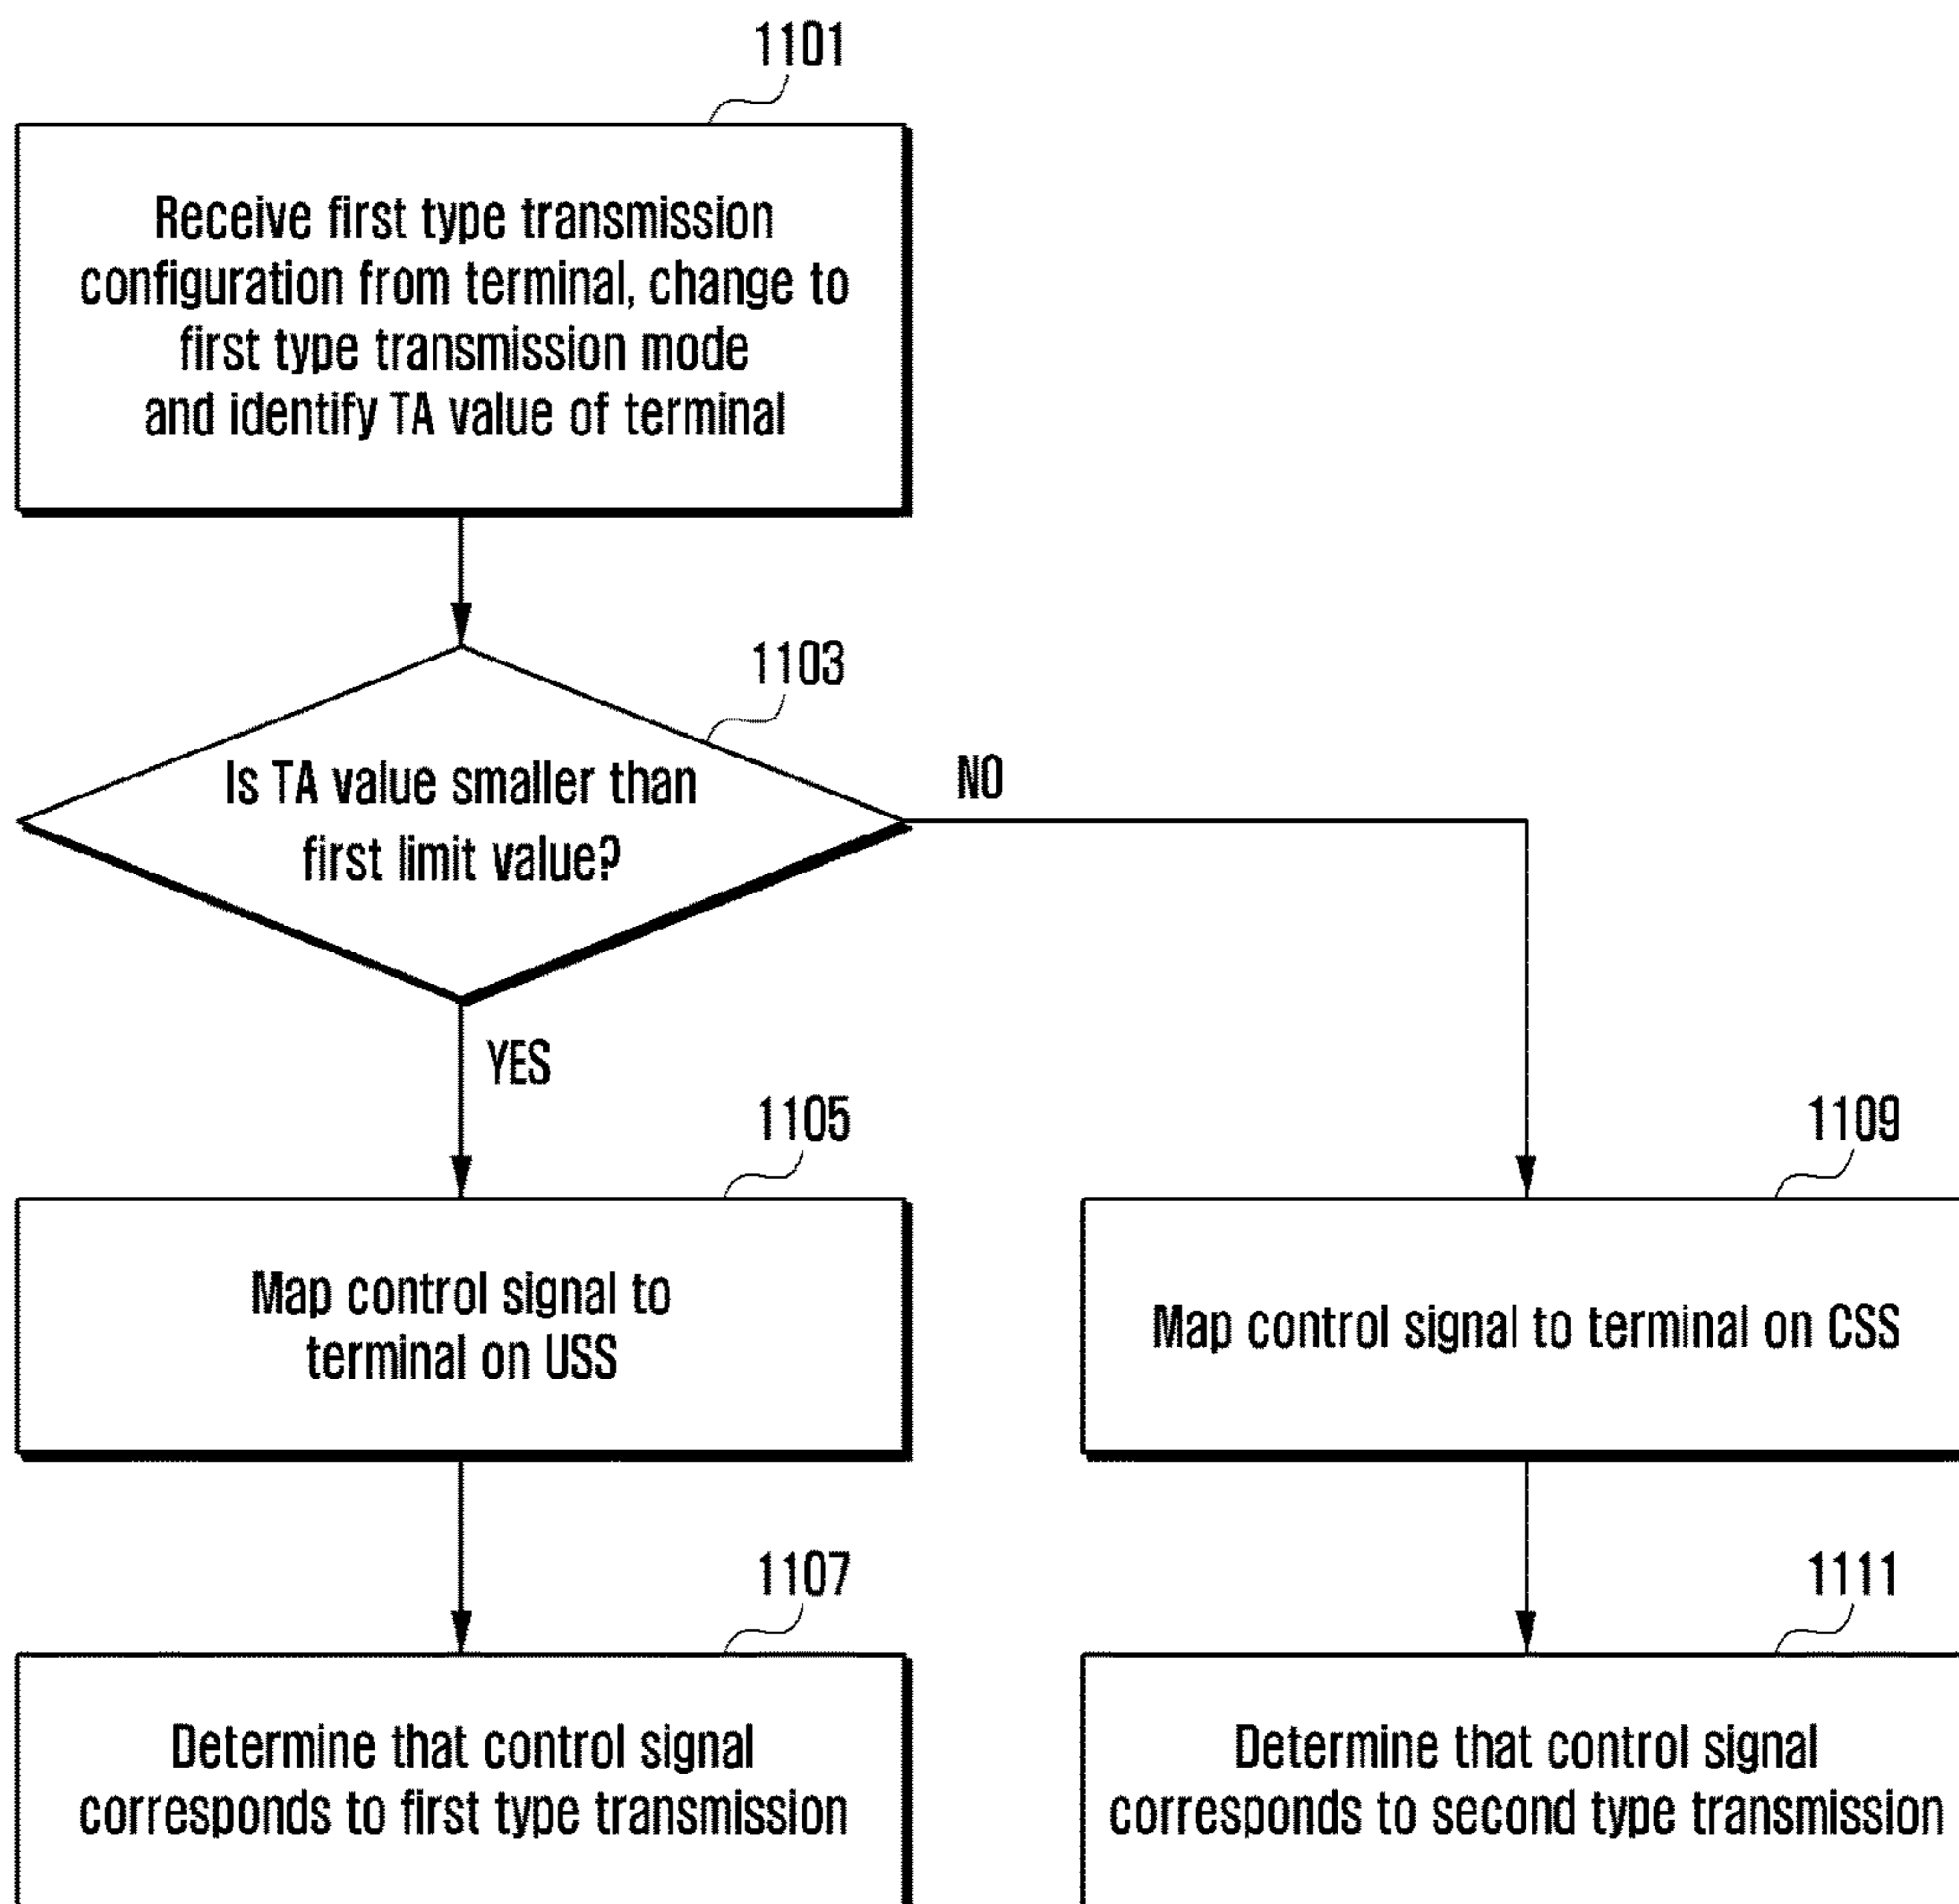 1101
Receive first type transmission
configuration from terminal, change to
first type transmission mode
and identify TA value of terminal
1103
Is TA value smaller than
first limit value?
NO
YES
1105
Map control signal to
terminal on USS
1109
Map control signal to terminal on CSS
1107
Determine that control signal
corresponds to first type transmission
1111
Determine that control signal
corresponds to second type transmission